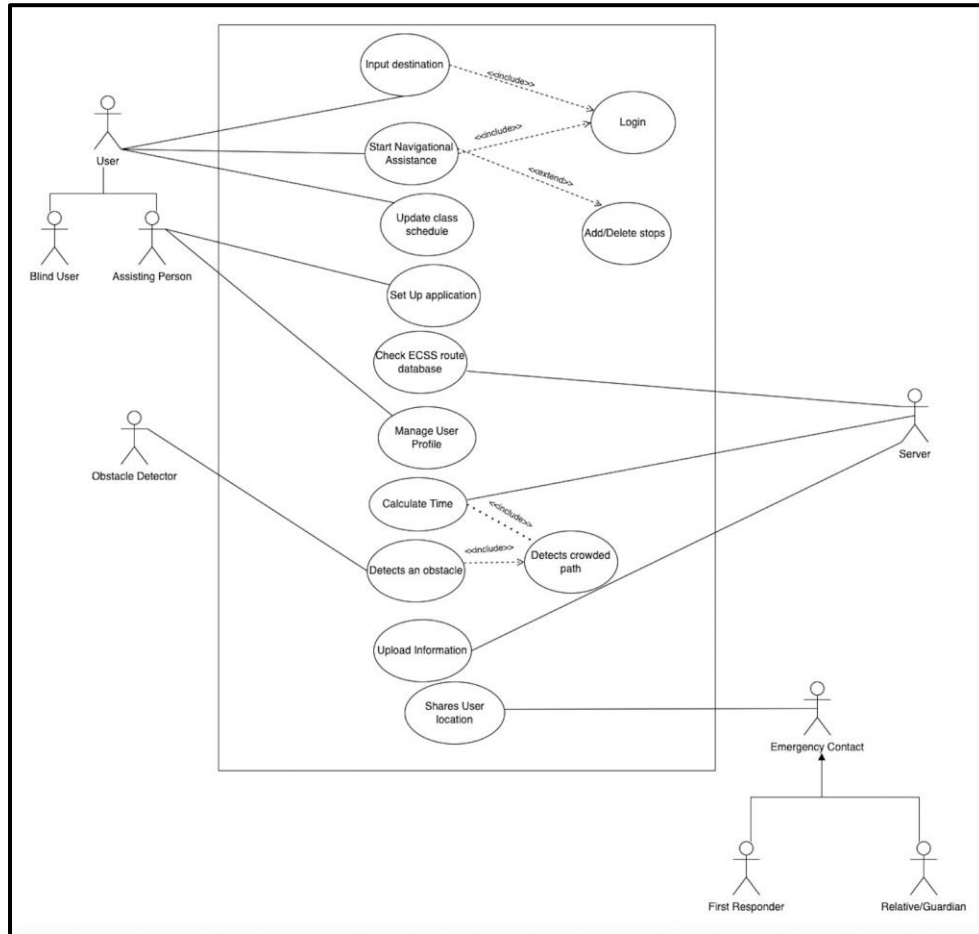 Input destination
<<include>>
Login
User
<<include>>
Start Navigational
Assistance
<<extend>>
Update class
schedule
Add/Delete stops
Blind User
Assisting Person
Set Up application
Check ECSS route
database
Manage User
Profile
Server
Obstacle Detector
Calculate Time
<<include>>
<<include>>
Detects an obstacle
Detects crowded
path
Upload Information
Shares User
location
Emergency Contact
First Responder
Relative/Guardian